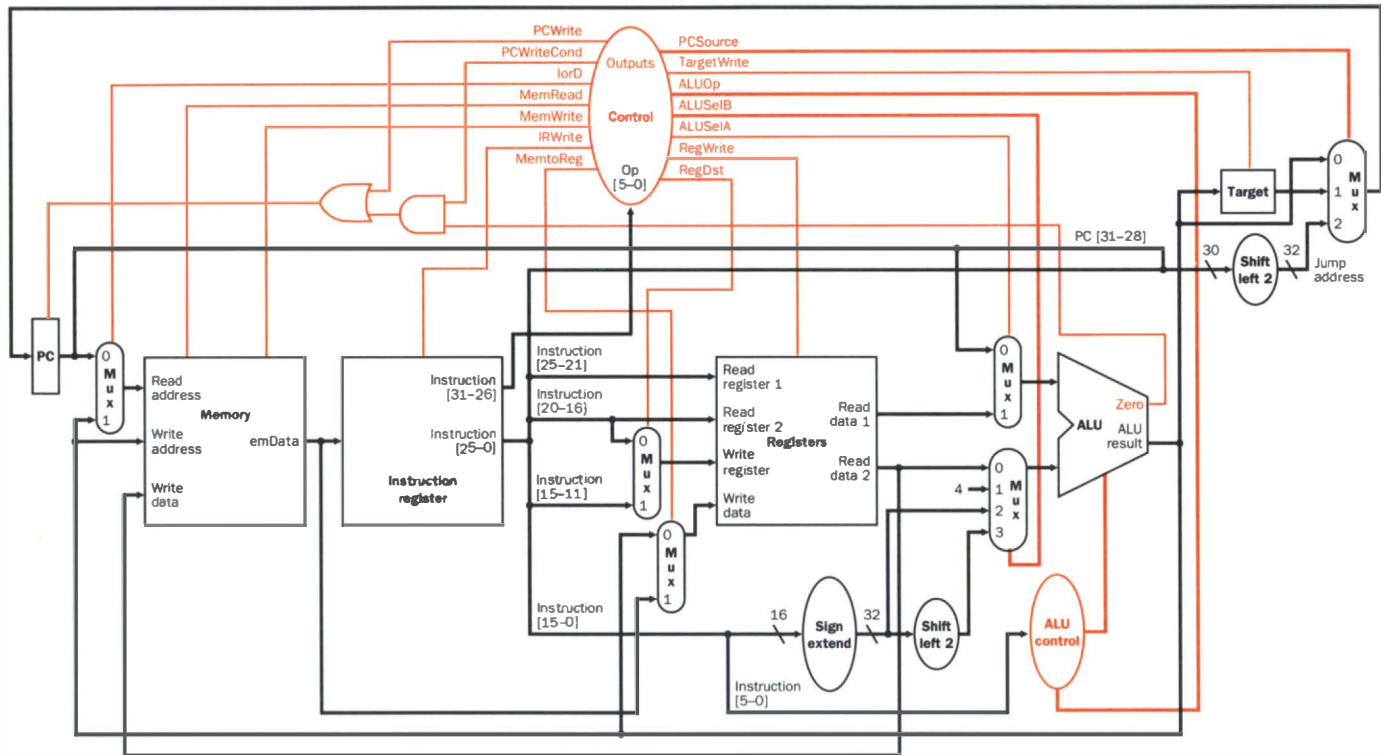 PCWrite
PCWriteCond
IorD
MemRead
MemWrite
IRWrite
MemtoReg
Outputs
Control
Op
[5–0]
PCSource
TargetWrite
ALUOp
ALUSelB
ALUSelA
RegWrite
RegDst
PC [31–28]
0
M
u
x
1
2
Target
30
Shift
left 2
32
Jump
address
PC
0
M
u
x
1
Read
address
Memory
Write
address
emData
Write
data
Instruction
[31–26]
Instruction
[25–0]
Instruction
register
Instruction
[25–21]
Instruction
[20–16}
Instruction
[15–11]
Instruction
[15–0]
0
M
u
x
1
0
M
u
x
1
Read
register 1
Read
register 2
Registers
Write
register
Write
data
Read
data 1
Read
data 2
0
M
u
x
1
4
0
1
2
3
M
u
x
Zero
ALU
ALU
result
16
Sign
extend
32
Shift
left 2
ALU
control
Instruction
[5–0]